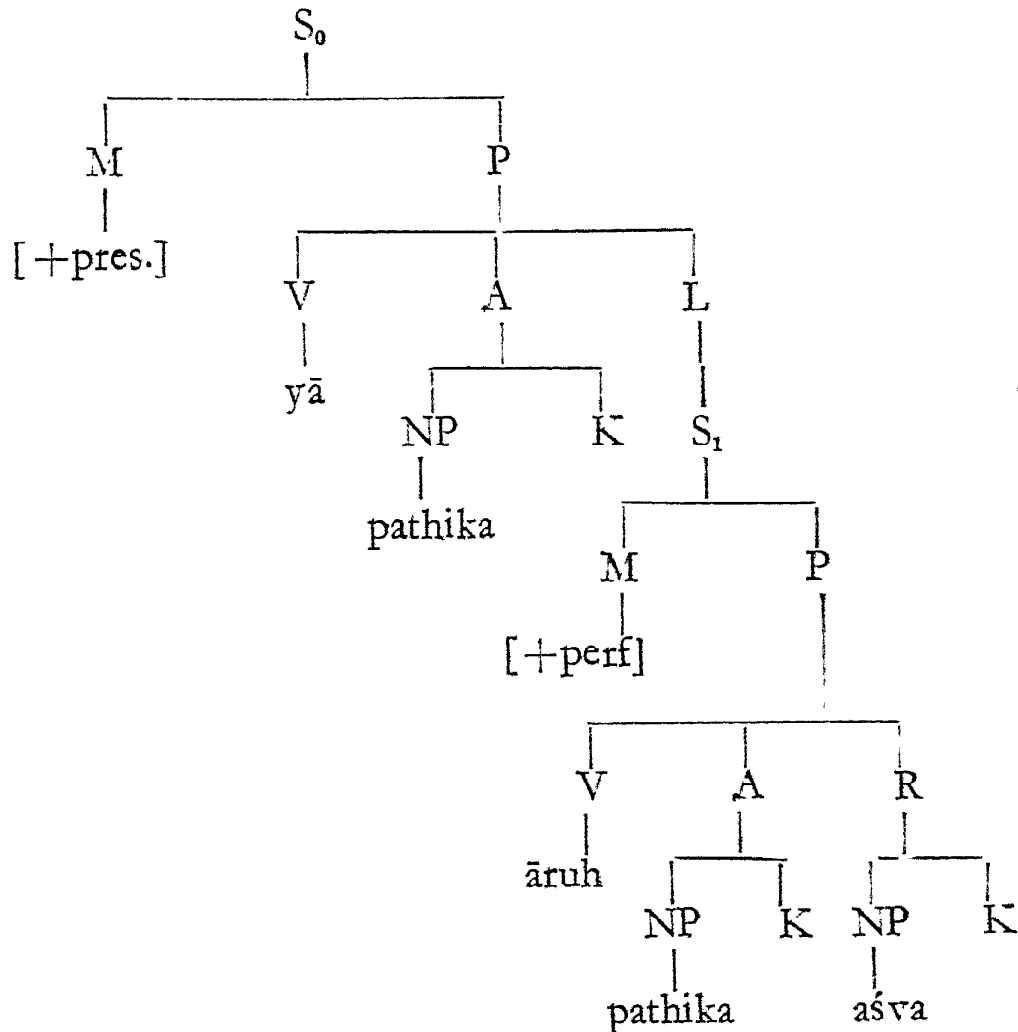 S₀
M P
[+pres.]
V A L
yā
NP K S₁
pathika
M P
[+perf]
V A R
āruh
NP K NP K
pathika aśva